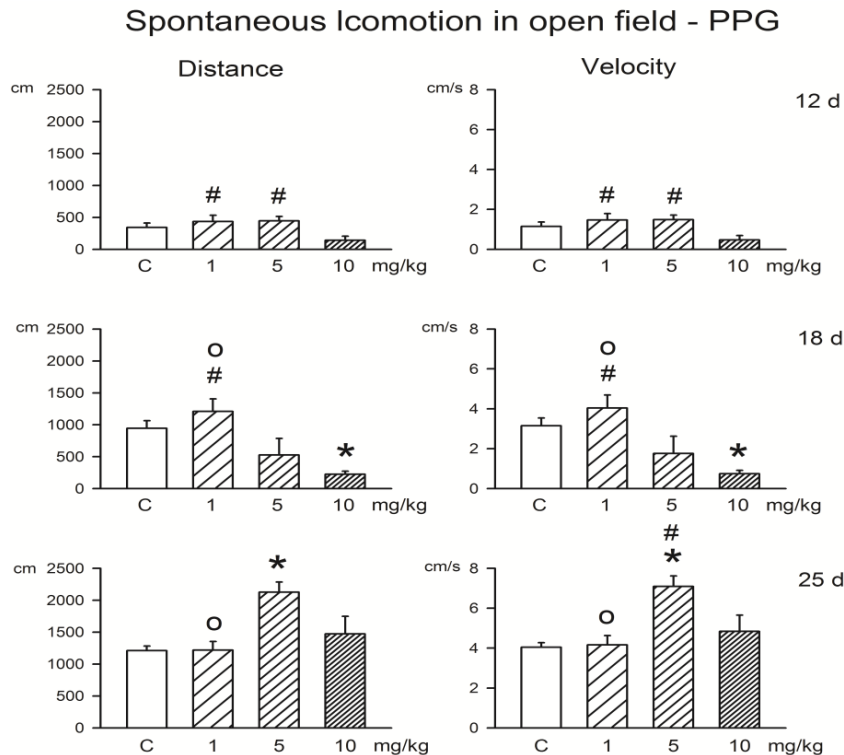 Spontaneous lcomotion in open field - PPG
Distance
Velocity
cm 2500
2000
1500
1000
500
0
# #
C 1 5 10 mg/kg
cm/s 8
6
4
2
0
# #
C 1 5 10 mg/kg
12 d
cm 2500
2000
1500
1000
500
0
o
#
*
C 1 5 10 mg/kg
cm/s 8
6
4
2
0
o
#
*
C 1 5 10 mg/kg
18 d
cm 2500
2000
1500
1000
500
0
o
*
C 1 5 10 mg/kg
cm/s 8
6
4
2
0
o
#
*
C 1 5 10 mg/kg
25 d